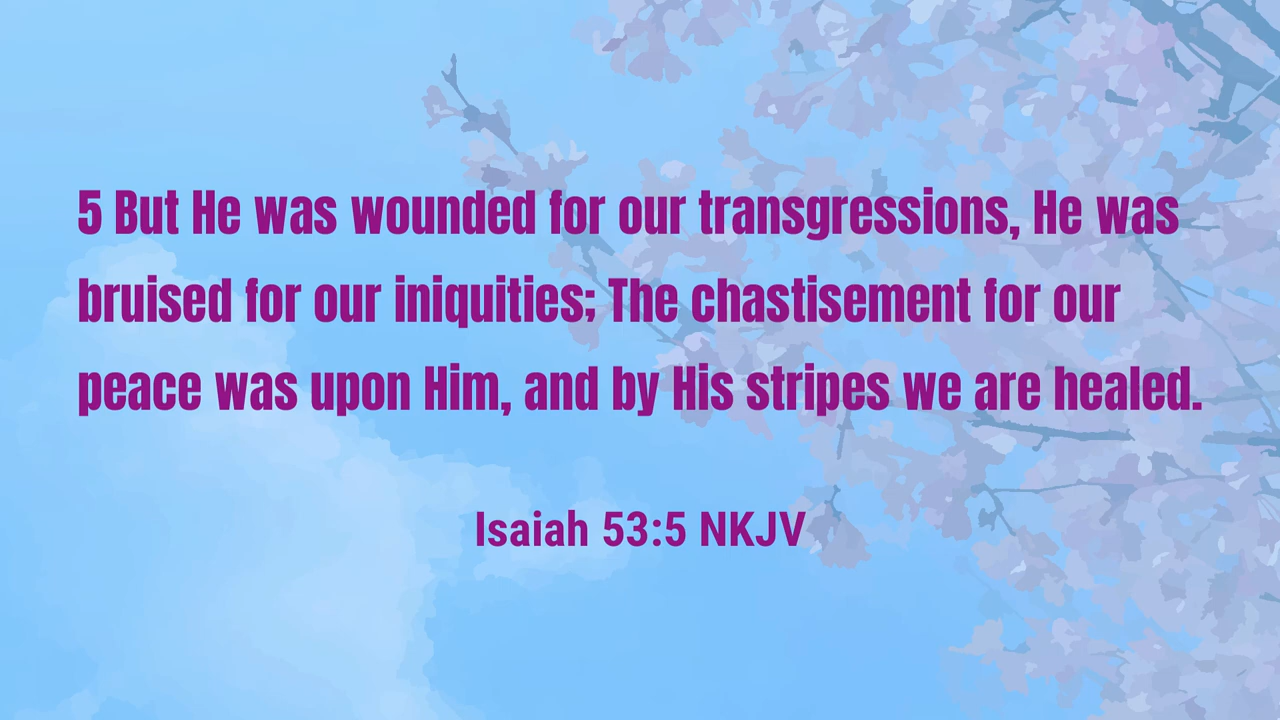 5 But He was wounded for our transgressions, He was
bruised for our iniquities; The chastisement for our
peace was upon Him, and by His stripes we are healed.
Isaiah 53:5 NKJV